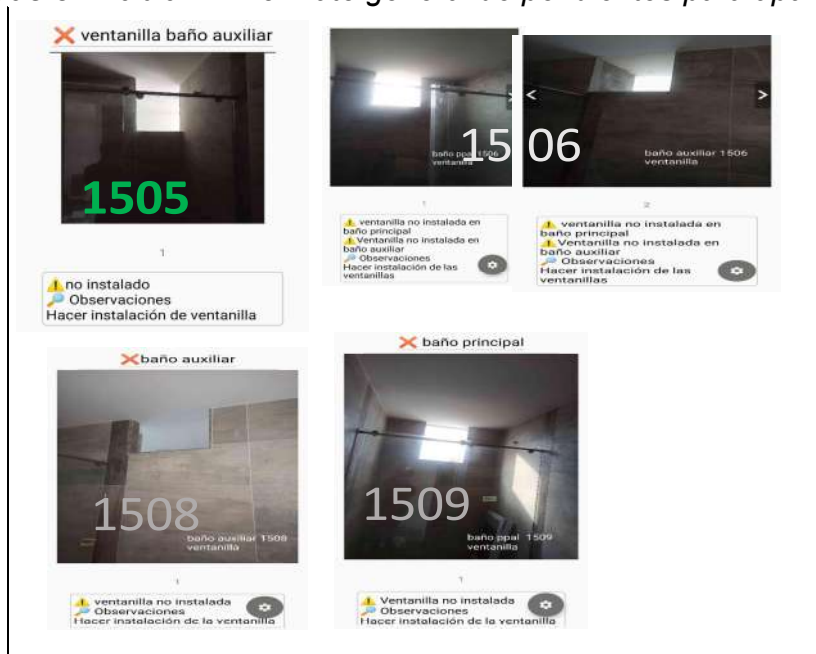 ❌ ventanilla baño auxiliar
1505
1
⚠️ no instalado
🔎 Observaciones
Hacer instalación de ventanilla
1506
baño ppal 1506
ventanilla
1
⚠️ ventanilla no instalada en
baño principal
⚠️ Ventanilla no instalada en
baño auxiliar
🔎 Observaciones
Hacer instalación de las
ventanillas
baño auxiliar 1506
ventanilla
2
⚠️ ventanilla no instalada en
baño principal
⚠️ Ventanilla no instalada en
baño auxiliar
🔎 Observaciones
Hacer instalación de las
ventanillas
❌ baño auxiliar
1508
baño auxiliar 1508
ventanilla
1
⚠️ ventanilla no instalada
🔎 Observaciones
Hacer instalación de la ventanilla
❌ baño principal
1509
baño ppal 1509
ventanilla
1
⚠️ Ventanilla no instalada
🔎 Observaciones
Hacer instalación de la ventanilla